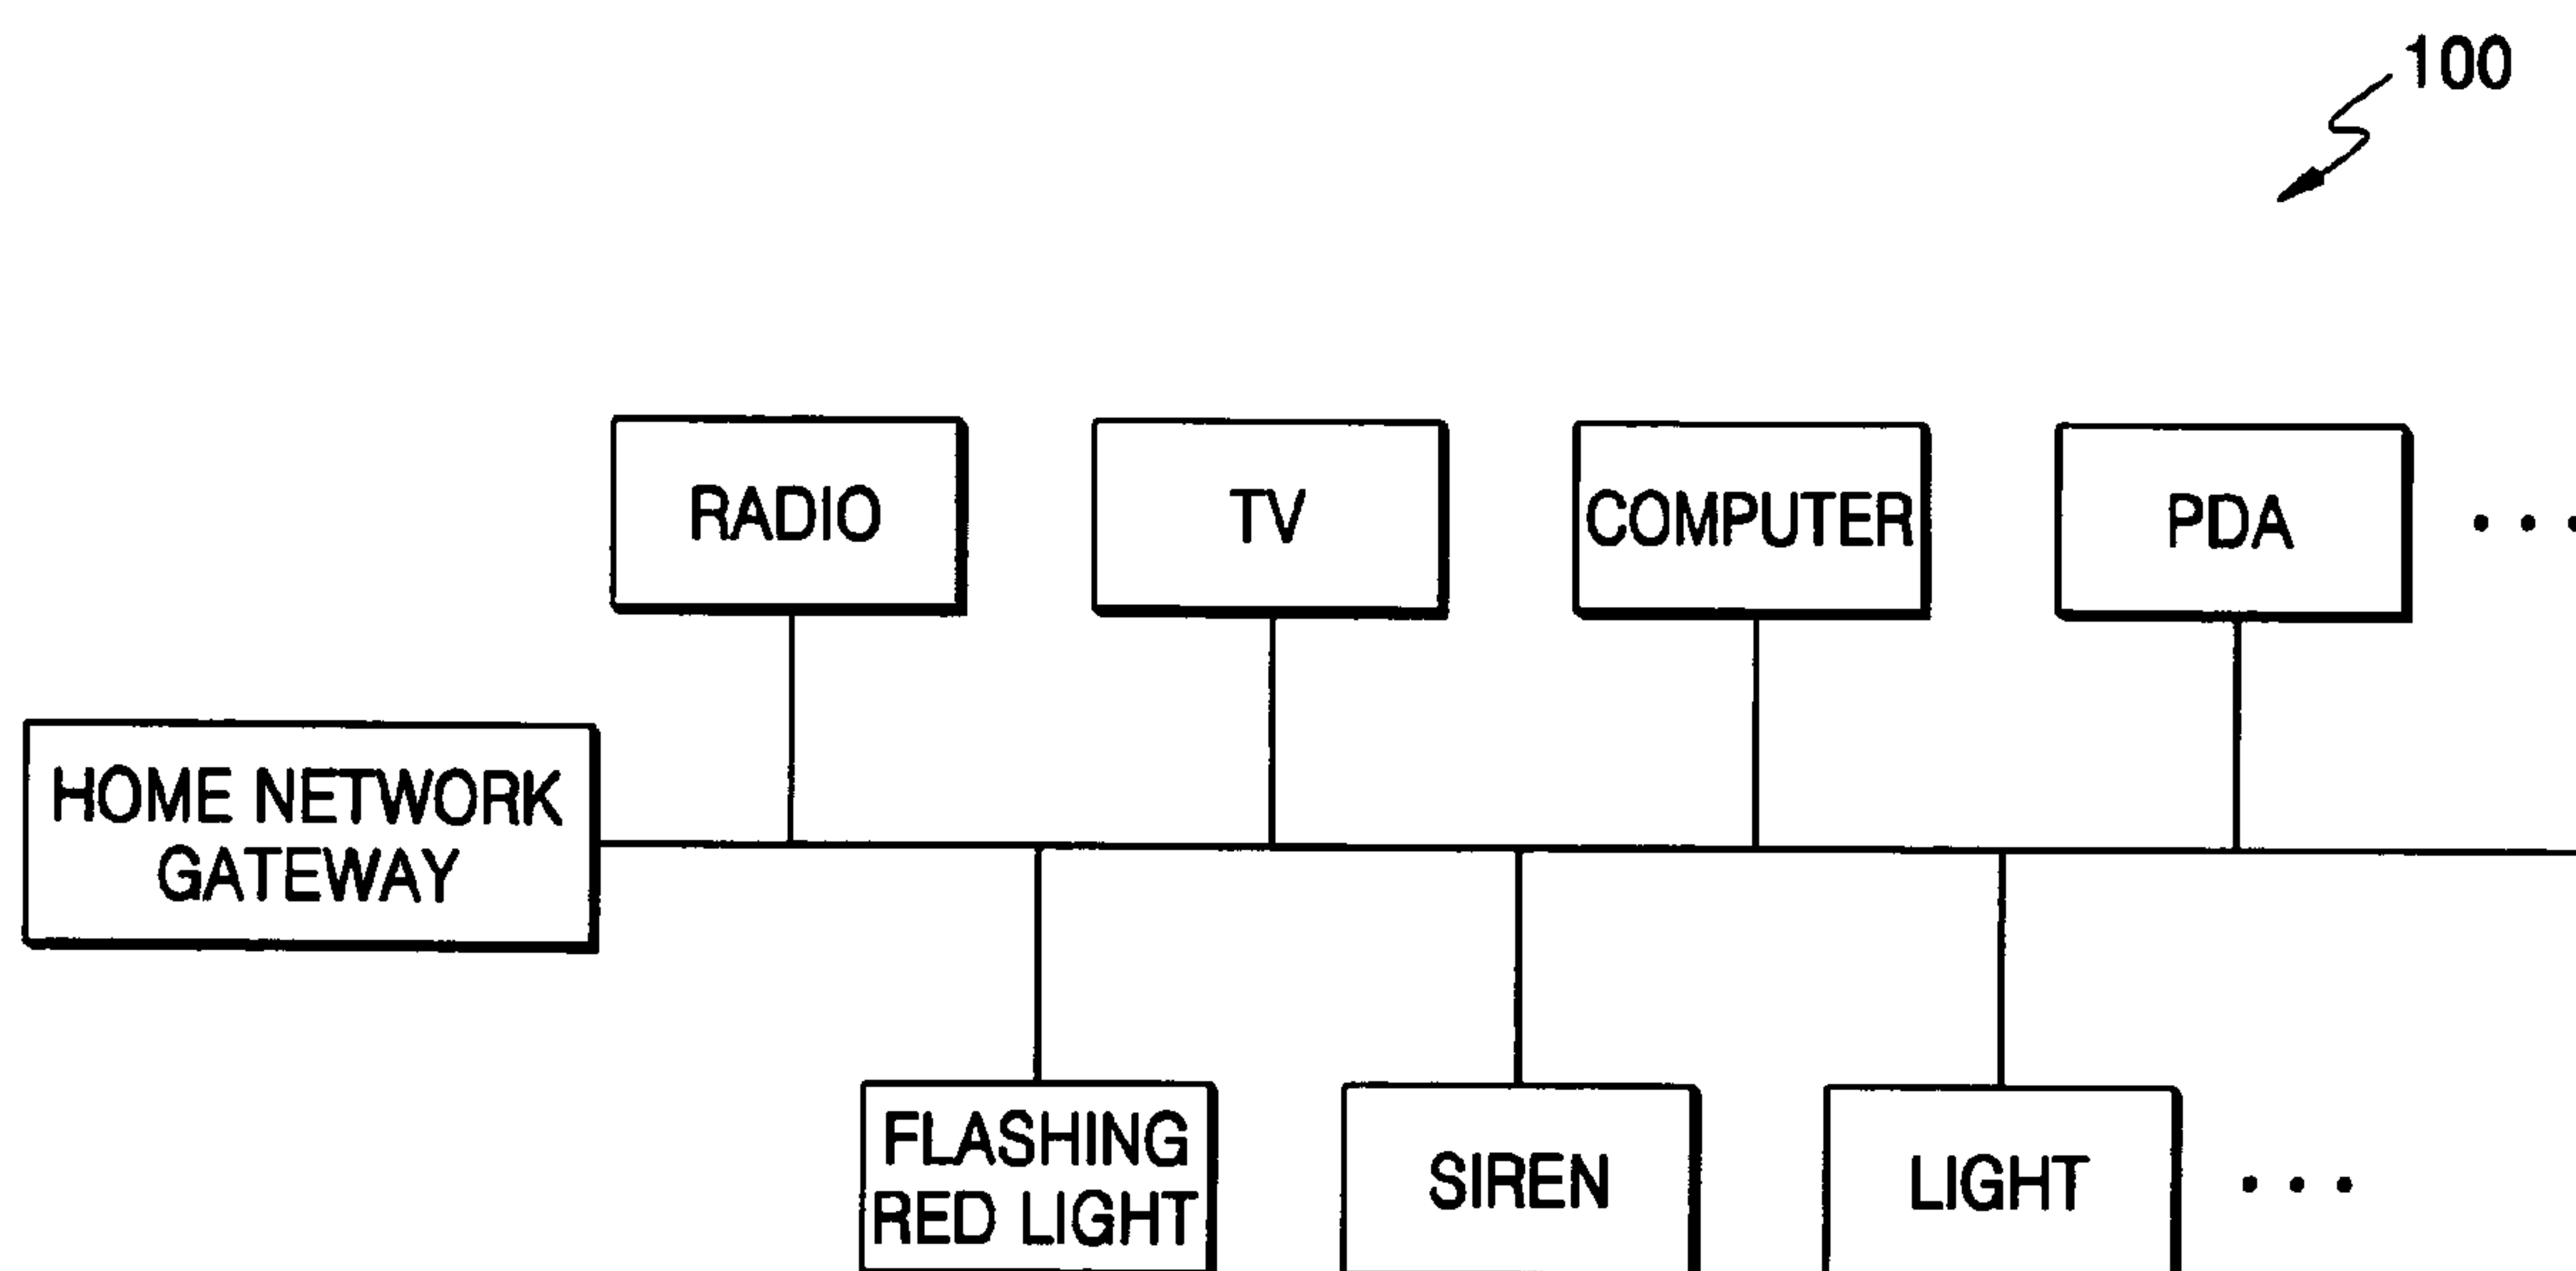 100
RADIO
TV
COMPUTER
PDA
...
HOME NETWORK
GATEWAY
FLASHING
RED LIGHT
SIREN
LIGHT
...